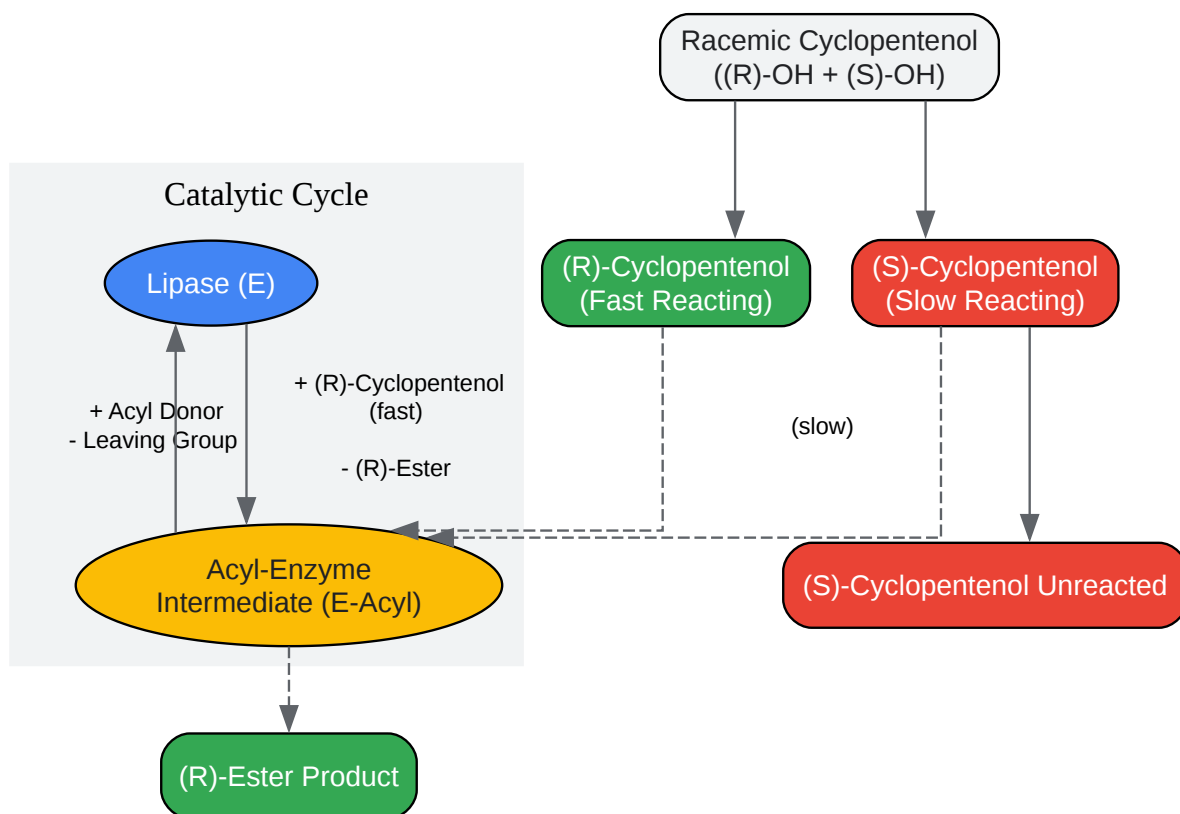 Racemic Cyclopentenol
((R)-OH + (S)-OH)
Catalytic Cycle
Lipase (E)
(R)-Cyclopentenol
(Fast Reacting)
(S)-Cyclopentenol
(Slow Reacting)
+ Acyl Donor
- Leaving Group
+ (R)-Cyclopentenol
(fast)
- (R)-Ester
(slow)
Acyl-Enzyme
Intermediate (E-Acyl)
(S)-Cyclopentenol Unreacted
(R)-Ester Product